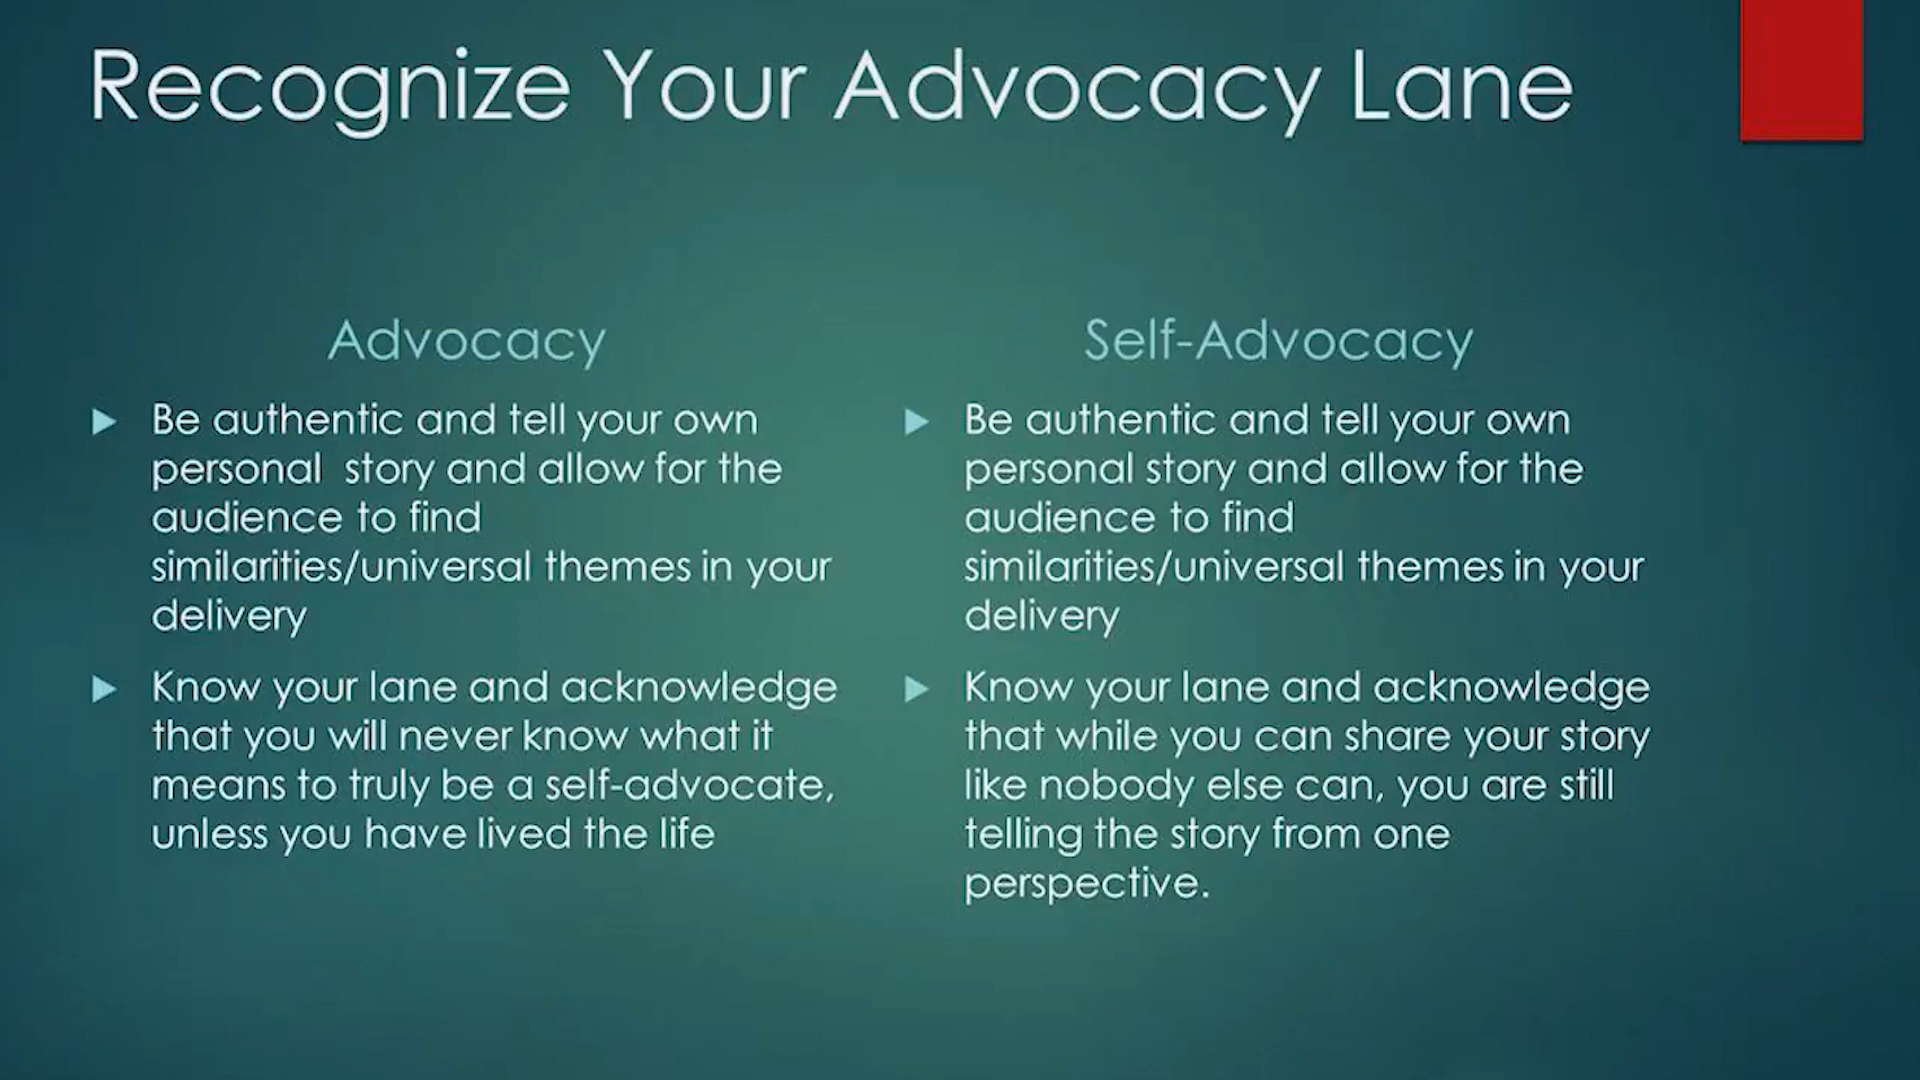 Recognize Your Advocacy Lane
Advocacy
Be authentic and tell your own
personal  story and allow for the
audience to find
similarities/universal themes in your
delivery
Know your lane and acknowledge
that you will never know what it
means to truly be a self-advocate,
unless you have lived the life
Self-Advocacy
Be authentic and tell your own
personal story and allow for the
audience to find
similarities/universal themes in your
delivery
Know your lane and acknowledge
that while you can share your story
like nobody else can, you are still
telling the story from one
perspective.